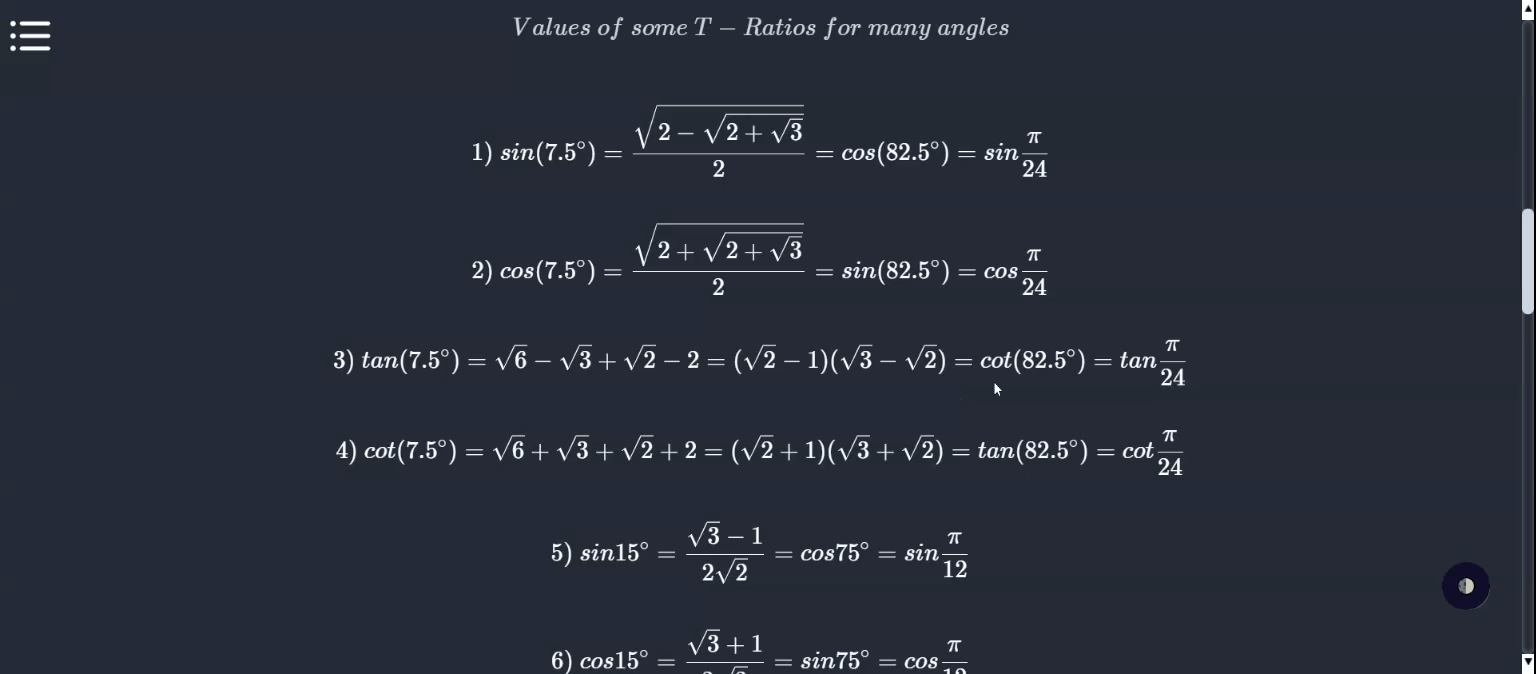 Values of some T − Ratios for many angles
1) sin(7.5°) = √(2 − √(2 + √3)) / 2 = cos(82.5°) = sin π/24
2) cos(7.5°) = √(2 + √(2 + √3)) / 2 = sin(82.5°) = cos π/24
3) tan(7.5°) = √6 − √3 + √2 − 2 = (√2 − 1)(√3 − √2) = cot(82.5°) = tan π/24
4) cot(7.5°) = √6 + √3 + √2 + 2 = (√2 + 1)(√3 + √2) = tan(82.5°) = cot π/24
5) sin15° = (√3 − 1) / 2√2 = cos75° = sin π/12
6) cos15° = (√3 + 1) / 2√2 = sin75° = cos π/12